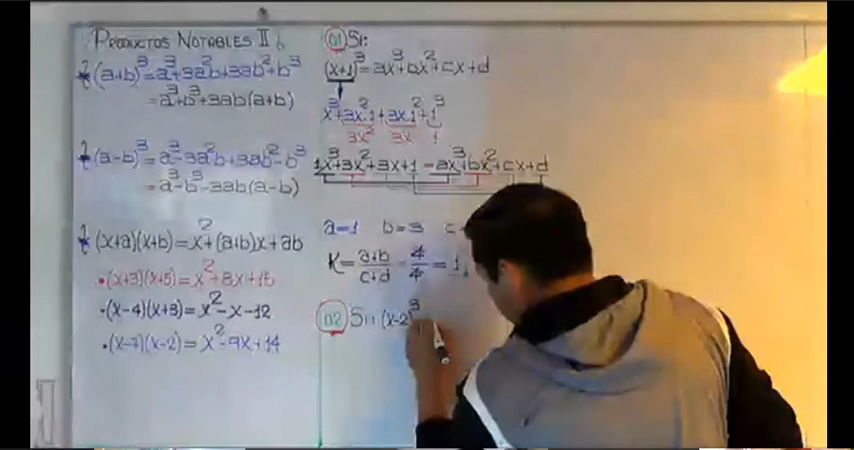 PRODUCTOS NOTABLES II
* (a+b)³ = a³+3a²b+3ab²+b³
= a³+b³+3ab(a+b)
* (a-b)³ = a³-3a²b+3ab²-b³
= a³-b³-3ab(a-b)
* (x+a)(x+b) = x²+(a+b)x+ab
• (x+3)(x+5) = x²+8x+15
• (x-4)(x+3) = x²-x-12
• (x-7)(x-2) = x²-9x+14
01 Si:
(x+1)³ = ax³+bx²+cx+d
x³+3x².1+3x.1²+1³
3x² 3x 1
1x³+3x²+3x+1 = ax³+bx²+cx+d
a=1 b=3 c
K = a+b/c+d = 4/4 = 1
02 Si: (x-2)³